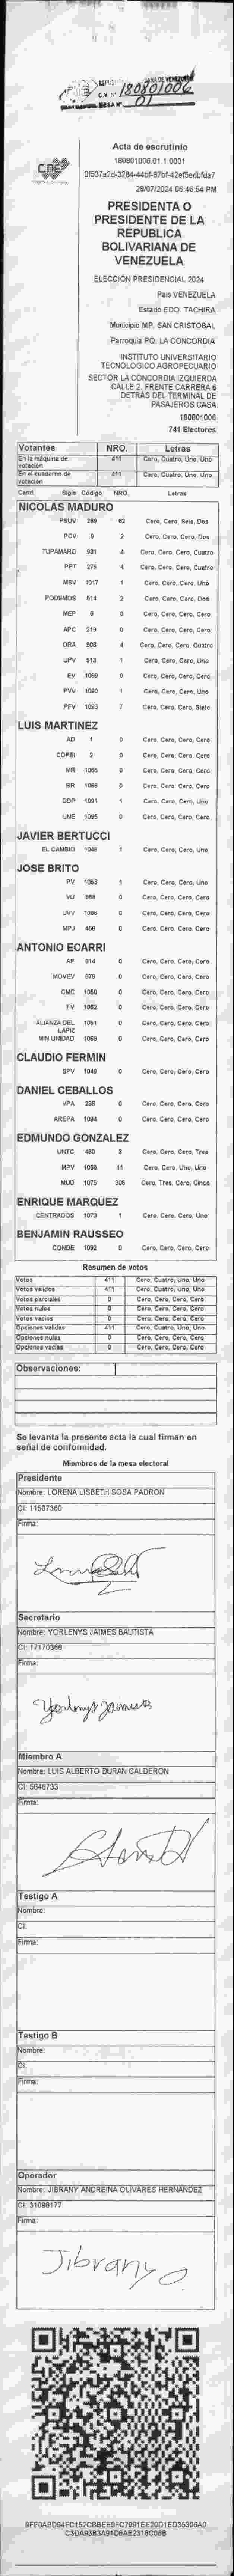 180801006
01
CNE
Acta de escrutinio
180801006.01.1.0001
28/07/2024 06:46:54 PM
PRESIDENTA O
PRESIDENTE DE LA
REPUBLICA
BOLIVARIANA DE
VENEZUELA
ELECCIÓN PRESIDENCIAL 2024
Pais VENEZUELA
Estado EDO. TACHIRA
Municipio MP. SAN CRISTOBAL
Parroquia PQ. LA CONCORDIA
INSTITUTO UNIVERSITARIO
TECNOLOGICO AGROPECUARIO
SECTOR LA CONCORDIA IZQUIERDA
CALLE 2. FRENTE CARRERA 6
DETRÁS DEL TERMINAL DE
PASAJEROS CASA
180801006
741 Electores
Votantes NRO. Letras
En la máquina de votación 411 Cero, Cuatro, Uno, Uno
En el cuaderno de votación 411 Cero, Cuatro, Uno, Uno
Cand Sigle Código NRO. Letras
NICOLAS MADURO
PSUV 289 62 Cero, Cero, Seis, Dos
PCV 9 2 Cero, Cero, Cero, Dos
TUPAMARO 931 4 Cero, Cero, Cero, Cuatro
PPT 276 4 Cero, Cero, Cero, Cuatro
MSV 1017 1 Cero, Cero, Cero, Uno
PODEMOS 514 2 Cero, Cero, Cero, Dos
MEP 6 0 Cero, Cero, Cero, Cero
APC 219 0 Cero, Cero, Cero, Cero
ORA 906 4 Cero, Cero, Cero, Cuatro
UPV 513 1 Cero, Cero, Cero, Uno
EV 1089 0 Cero, Cero, Cero, Cero
PVV 1090 1 Cero, Cero, Cero, Uno
PFV 1093 7 Cero, Cero, Cero, Siete
LUIS MARTINEZ
AD 1 0 Cero, Cero, Cero, Cero
COPEI 2 0 Cero, Cero, Cero, Cero
MR 1065 0 Cero, Cero, Cero, Cero
BR 1066 0 Cero, Cero, Cero, Cero
DDP 1091 1 Cero, Cero, Cero, Uno
UNE 1095 0 Cero, Cero, Cero, Cero
JAVIER BERTUCCI
EL CAMBIO 1048 1 Cero, Cero, Cero, Uno
JOSE BRITO
PV 1053 1 Cero, Cero, Cero, Uno
VU 968 0 Cero, Cero, Cero, Cero
UVV 1096 0 Cero, Cero, Cero, Cero
MPJ 468 0 Cero, Cero, Cero, Cero
ANTONIO ECARRI
AP 814 0 Cero, Cero, Cero, Cero
MOVEV 876 0 Cero, Cero, Cero, Cero
CMC 1050 0 Cero, Cero, Cero, Cero
FV 1062 0 Cero, Cero, Cero, Cero
ALIANZA DEL LAPIZ 1081 0 Cero, Cero, Cero, Cero
MIN UNIDAD 1069 0 Cero, Cero, Cero, Cero
CLAUDIO FERMIN
SPV 1049 0 Cero, Cero, Cero, Cero
DANIEL CEBALLOS
VPA 236 0 Cero, Cero, Cero, Cero
AREPA 1094 0 Cero, Cero, Cero, Cero
EDMUNDO GONZALEZ
UNTC 460 3 Cero, Cero, Cero, Tres
MPV 1059 11 Cero, Cero, Uno, Uno
MUD 1075 305 Cero, Tres, Cero, Cinco
ENRIQUE MARQUEZ
CENTRADOS 1073 1 Cero, Cero, Cero, Uno
BENJAMIN RAUSSEO
CONDE 1092 0 Cero, Cero, Cero, Cero
Resumen de votos
Votos 411 Cero, Cuatro, Uno, Uno
Votos validos 411 Cero, Cuatro, Uno, Uno
Votos parciales 0 Cero, Cero, Cero, Cero
Votos nulos 0 Cero, Cero, Cero, Cero
Votos vacios 0 Cero, Cero, Cero, Cero
Opciones validas 411 Cero, Cuatro, Uno, Uno
Opciones nulas 0 Cero, Cero, Cero, Cero
Opciones vacias 0 Cero, Cero, Cero, Cero
Observaciones:
Se levanta la presente acta la cual firman en
señal de conformidad.
Miembros de la mesa electoral
Presidente
Nombre: LORENA LISBETH SOSA PADRON
CI: 11507360
Firma:
Secretario
Nombre: YORLENYS JAIMES BAUTISTA
CI: 17170368
Firma:
Yorlenys Jaimes B
Miembro A
Nombre: LUIS ALBERTO DURAN CALDERON
CI: 5646733
Firma:
Testigo A
Nombre:
CI:
Firma:
Testigo B
Nombre:
CI:
Firma:
Operador
Nombre: JIBRANY ANDREINA OLIVARES HERNANDEZ
CI: 31098177
Firma:
Jibrany O